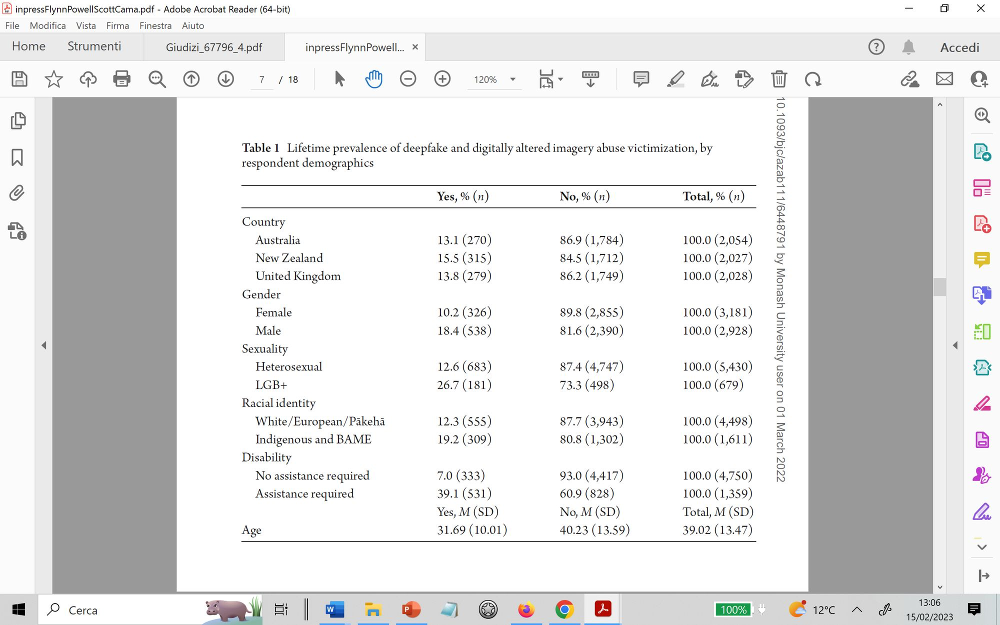 inpressFlynnPowellScottCama.pdf - Adobe Acrobat Reader (64-bit)
File Modifica Vista Firma Finestra Aiuto
Home Strumenti Giudizi_67796_4.pdf inpressFlynnPowell... × Accedi
7 / 18 120%
Table 1 Lifetime prevalence of deepfake and digitally altered imagery abuse victimization, by
respondent demographics
Yes, % (n) No, % (n) Total, % (n)
Country
Australia 13.1 (270) 86.9 (1,784) 100.0 (2,054)
New Zealand 15.5 (315) 84.5 (1,712) 100.0 (2,027)
United Kingdom 13.8 (279) 86.2 (1,749) 100.0 (2,028)
Gender
Female 10.2 (326) 89.8 (2,855) 100.0 (3,181)
Male 18.4 (538) 81.6 (2,390) 100.0 (2,928)
Sexuality
Heterosexual 12.6 (683) 87.4 (4,747) 100.0 (5,430)
LGB+ 26.7 (181) 73.3 (498) 100.0 (679)
Racial identity
White/European/Pākehā 12.3 (555) 87.7 (3,943) 100.0 (4,498)
Indigenous and BAME 19.2 (309) 80.8 (1,302) 100.0 (1,611)
Disability
No assistance required 7.0 (333) 93.0 (4,417) 100.0 (4,750)
Assistance required 39.1 (531) 60.9 (828) 100.0 (1,359)
Yes, M (SD) No, M (SD) Total, M (SD)
Age 31.69 (10.01) 40.23 (13.59) 39.02 (13.47)
10.1093/bjc/azab111/6448791 by Monash University user on 01 March 2022
Cerca
100% 12°C 13:06
15/02/2023